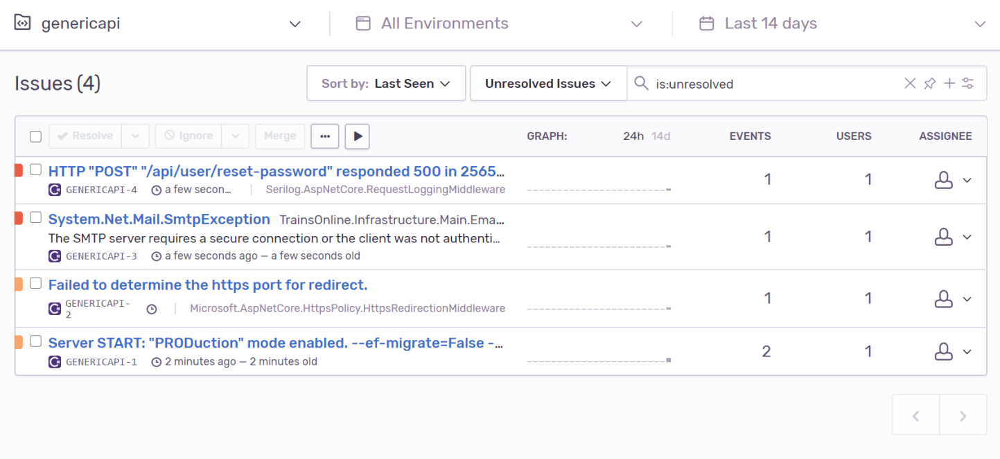 genericapi All Environments Last 14 days
Issues (4) Sort by: Last Seen Unresolved Issues is:unresolved
Resolve Ignore Merge GRAPH: 24h 14d EVENTS USERS ASSIGNEE
HTTP "POST" "/api/user/reset-password" responded 500 in 2565…
GENERICAPI-4 a few secon… Serilog.AspNetCore.RequestLoggingMiddleware 1 1
System.Net.Mail.SmtpException TrainsOnline.Infrastructure.Main.Ema…
The SMTP server requires a secure connection or the client was not authenti… 1 1
GENERICAPI-3 a few seconds ago — a few seconds old
Failed to determine the https port for redirect. 1 1
GENERICAPI-
2 Microsoft.AspNetCore.HttpsPolicy.HttpsRedirectionMiddleware
Server START: "PRODuction" mode enabled. --ef-migrate=False -… 2 1
GENERICAPI-1 2 minutes ago — 2 minutes old